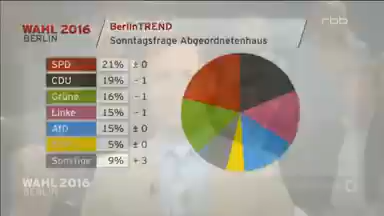 WAHL 2016
BERLIN
BerlinTREND
Sonntagsfrage Abgeordnetenhaus
rbb
SPD 21% ± 0
CDU 19% - 1
Grüne 16% - 1
Linke 15% - 1
AfD 15% ± 0
5% ± 0
Sonstige 9% + 3
WAHL 2016
BERLIN